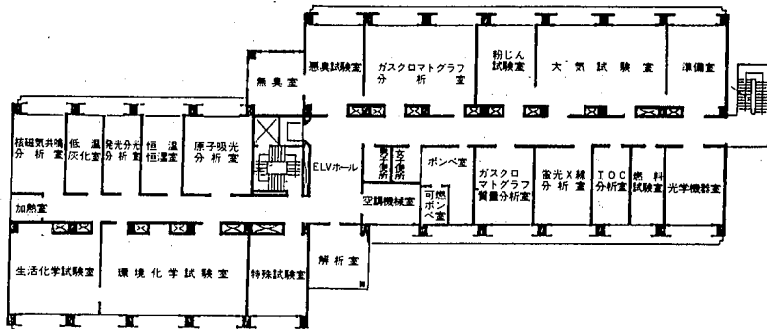 悪臭試験室
ガスクロマトグラフ
分析室
粉じん
試験室
大気試験室
準備室
無臭室
核磁気共鳴
分析室
低温
灰化室
発光分光
分析室
恒温
恒湿室
原子吸光
分析室
ELVホール
男子便所
女子便所
ボンベ室
ガスクロ
マトグラフ
質量分析室
蛍光X線
分析室
TOC
分析室
燃料
試験室
光学機器室
加熱室
空調機械室
可燃
ボン
ベ室
生活化学試験室
環境化学試験室
特殊試験室
解析室